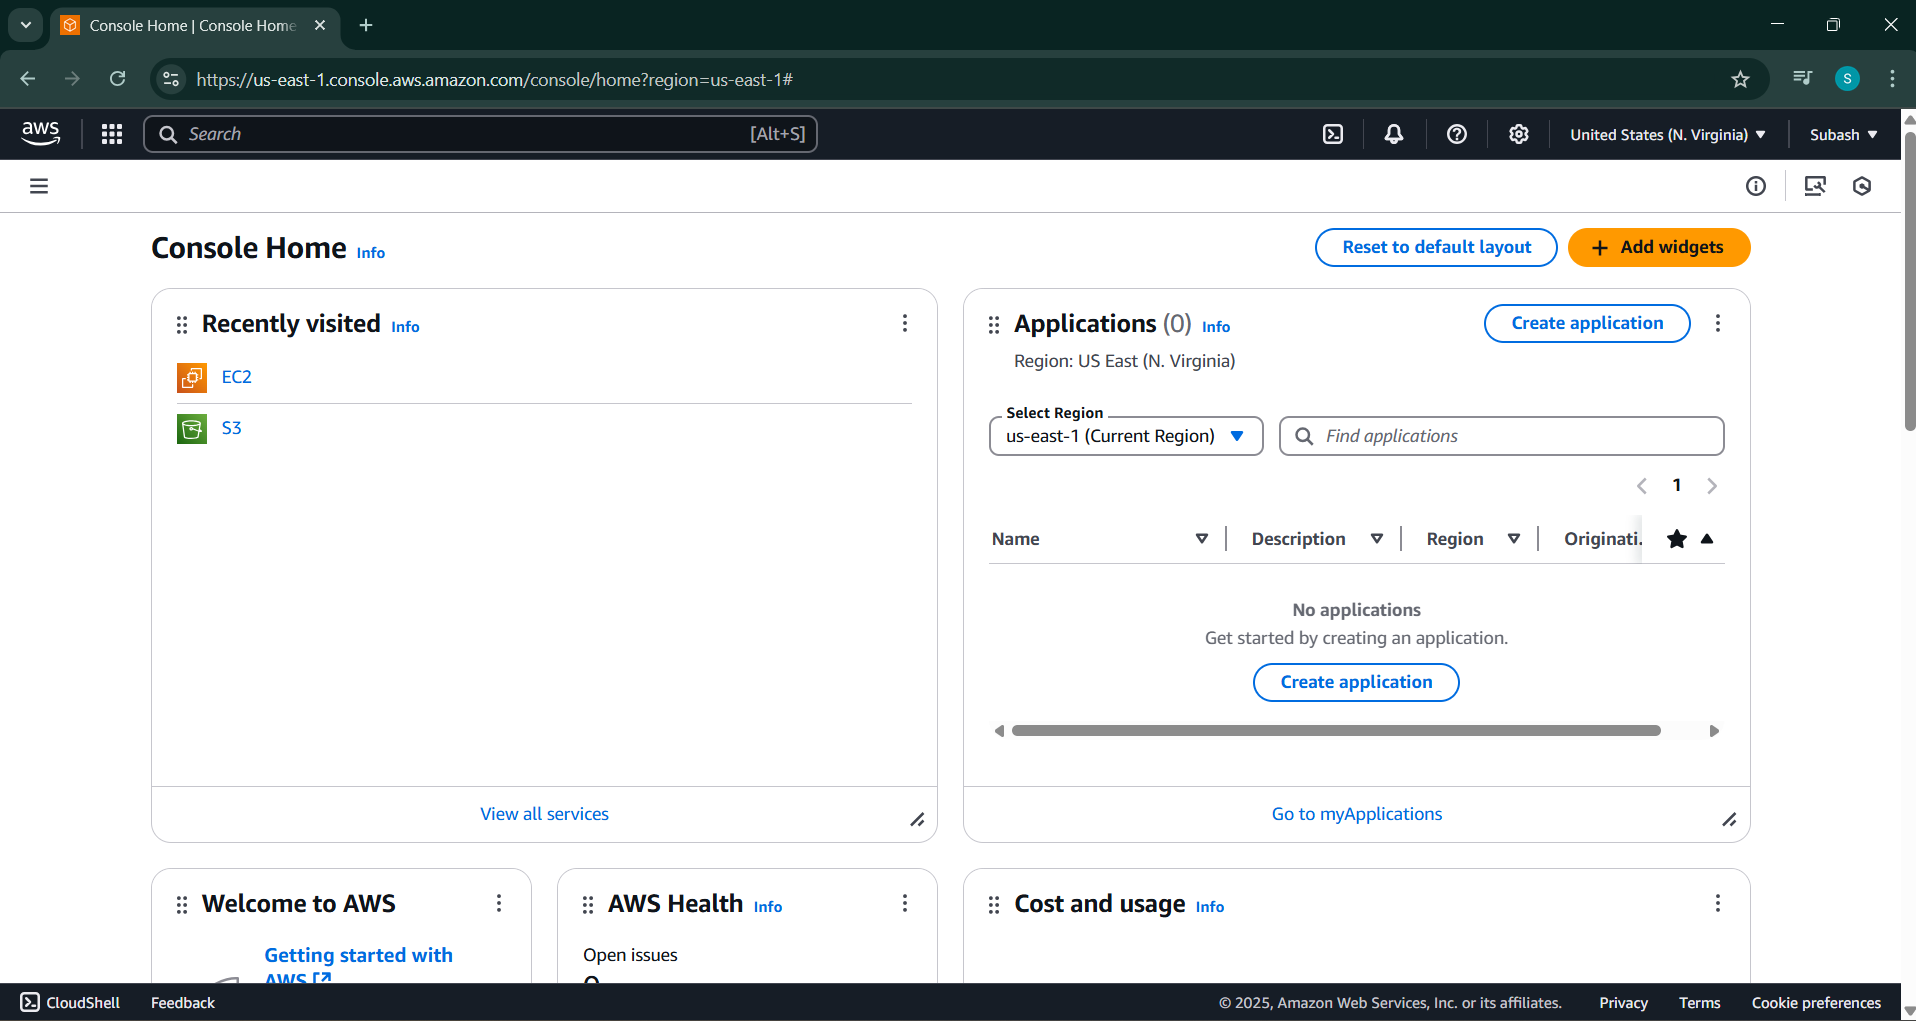 Console Home | Console Home
https://us-east-1.console.aws.amazon.com/console/home?region=us-east-1#
S
aws
Search
[Alt+S]
United States (N. Virginia)
Subash
Console Home Info
Reset to default layout
+ Add widgets
Recently visited Info
EC2
S3
View all services
Applications (0) Info
Create application
Region: US East (N. Virginia)
Select Region
us-east-1 (Current Region)
Find applications
1
Name
Description
Region
Originati.
No applications
Get started by creating an application.
Create application
Go to myApplications
Welcome to AWS
Getting started with
AWS
AWS Health Info
Open issues
Cost and usage Info
CloudShell
Feedback
© 2025, Amazon Web Services, Inc. or its affiliates.
Privacy
Terms
Cookie preferences